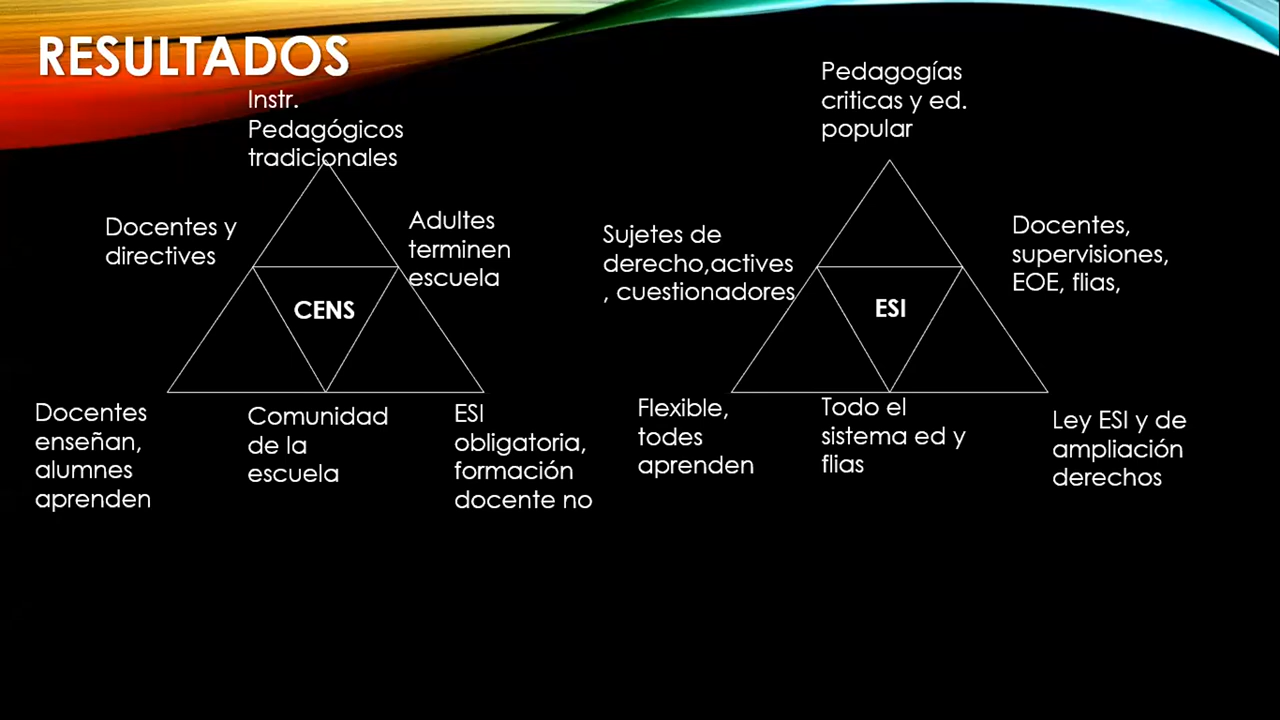 RESULTADOS
Instr.
Pedagógicos
tradicionales
Docentes y
directives
Adultes
terminen
escuela
CENS
Docentes
enseñan,
alumnes
aprenden
Comunidad
de la
escuela
ESI
obligatoria,
formación
docente no
Pedagogías
criticas y ed.
popular
Sujetes de
derecho,actives
, cuestionadores
Docentes,
supervisiones,
EOE, flias,
ESI
Flexible,
todes
aprenden
Todo el
sistema ed y
flias
Ley ESI y de
ampliación
derechos